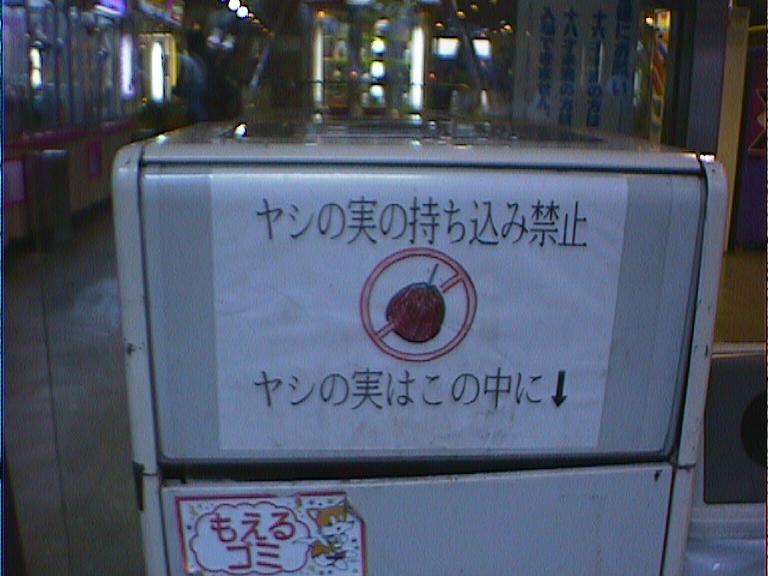 ヤシの実の持ち込み禁止
ヤシの実はこの中に↓
もえる
ゴミ